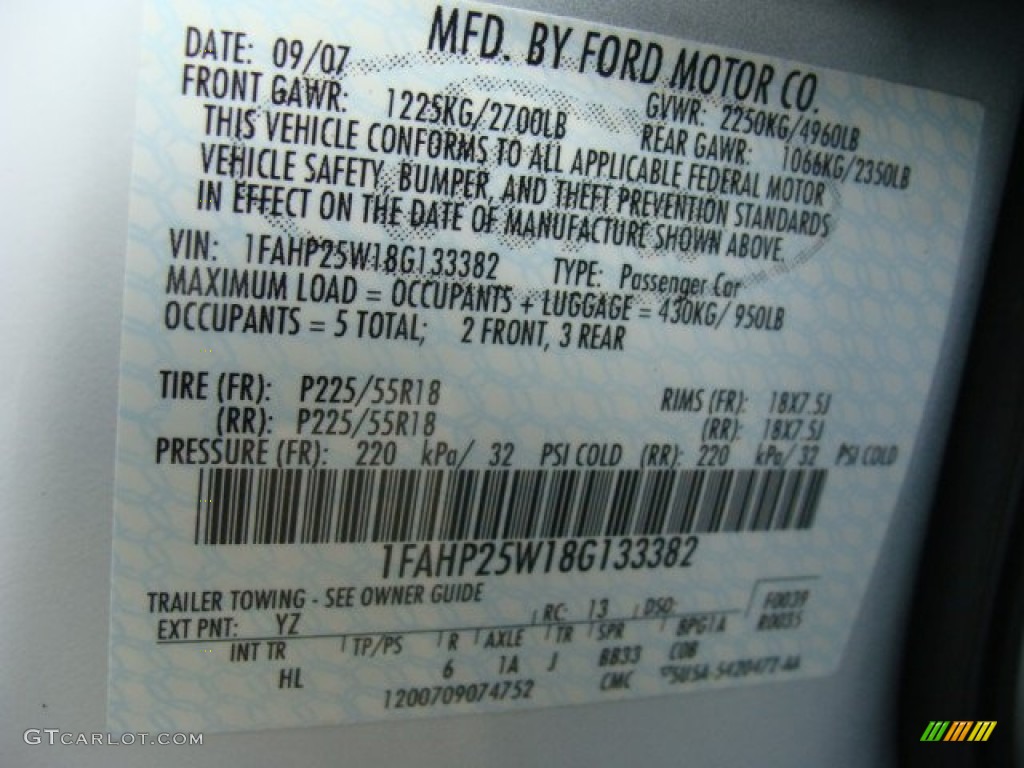 MFD. BY FORD MOTOR CO.
DATE: 09/07
GVWR: 2250KG/4960LB
FRONT GAWR: 1225KG/2700LB
REAR GAWR: 1066KG/2350LB
THIS VEHICLE CONFORMS TO ALL APPLICABLE FEDERAL MOTOR
VEHICLE SAFETY, BUMPER, AND THEFT PREVENTION STANDARDS
IN EFFECT ON THE DATE OF MANUFACTURE SHOWN ABOVE.
VIN: 1FAHP25W18G133382 TYPE: Passenger Car
MAXIMUM LOAD = OCCUPANTS + LUGGAGE = 430KG/ 950LB
OCCUPANTS = 5 TOTAL; 2 FRONT, 3 REAR
TIRE (FR): P225/55R18 RIMS (FR): 18X7.5J
(RR): P225/55R18 (RR): 18X7.5J
PRESSURE (FR): 220 kPa/ 32 PSI COLD (RR): 220 kPa/ 32 PSI COLD
1FAHP25W18G133382
TRAILER TOWING - SEE OWNER GUIDE
EXT PNT: YZ RC: 13 DSO: F0039
R0035
INT TR TP/PS R AXLE TR SPR BPG1A
HL 6 1A J BB33 COB
1200709074752 CMC
GTCARLOT.COM